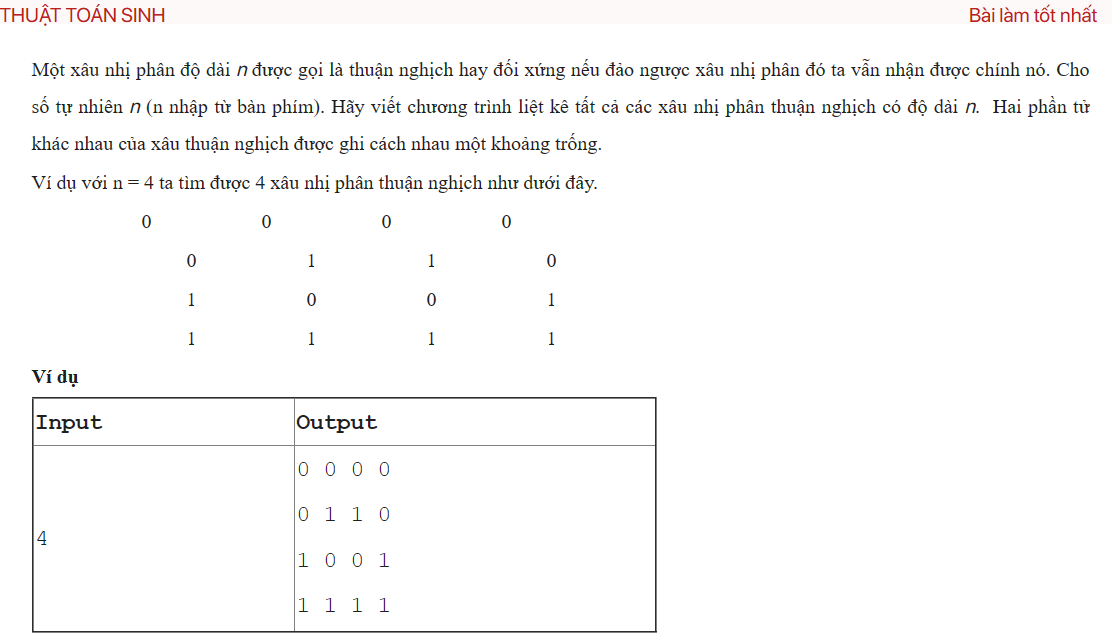 THUẬT TOÁN SINH Bài làm tốt nhất
Một xâu nhị phân độ dài n được gọi là thuận nghịch hay đối xứng nếu đảo ngược xâu nhị phân đó ta vẫn nhận được chính nó. Cho
số tự nhiên n (n nhập từ bàn phím). Hãy viết chương trình liệt kê tất cả các xâu nhị phân thuận nghịch có độ dài n. Hai phần tử
khác nhau của xâu thuận nghịch được ghi cách nhau một khoảng trống.
Ví dụ với n = 4 ta tìm được 4 xâu nhị phân thuận nghịch như dưới đây.
0 0 0 0
0 1 1 0
1 0 0 1
1 1 1 1
Ví dụ
Input Output
4
0 0 0 0
0 1 1 0
1 0 0 1
1 1 1 1